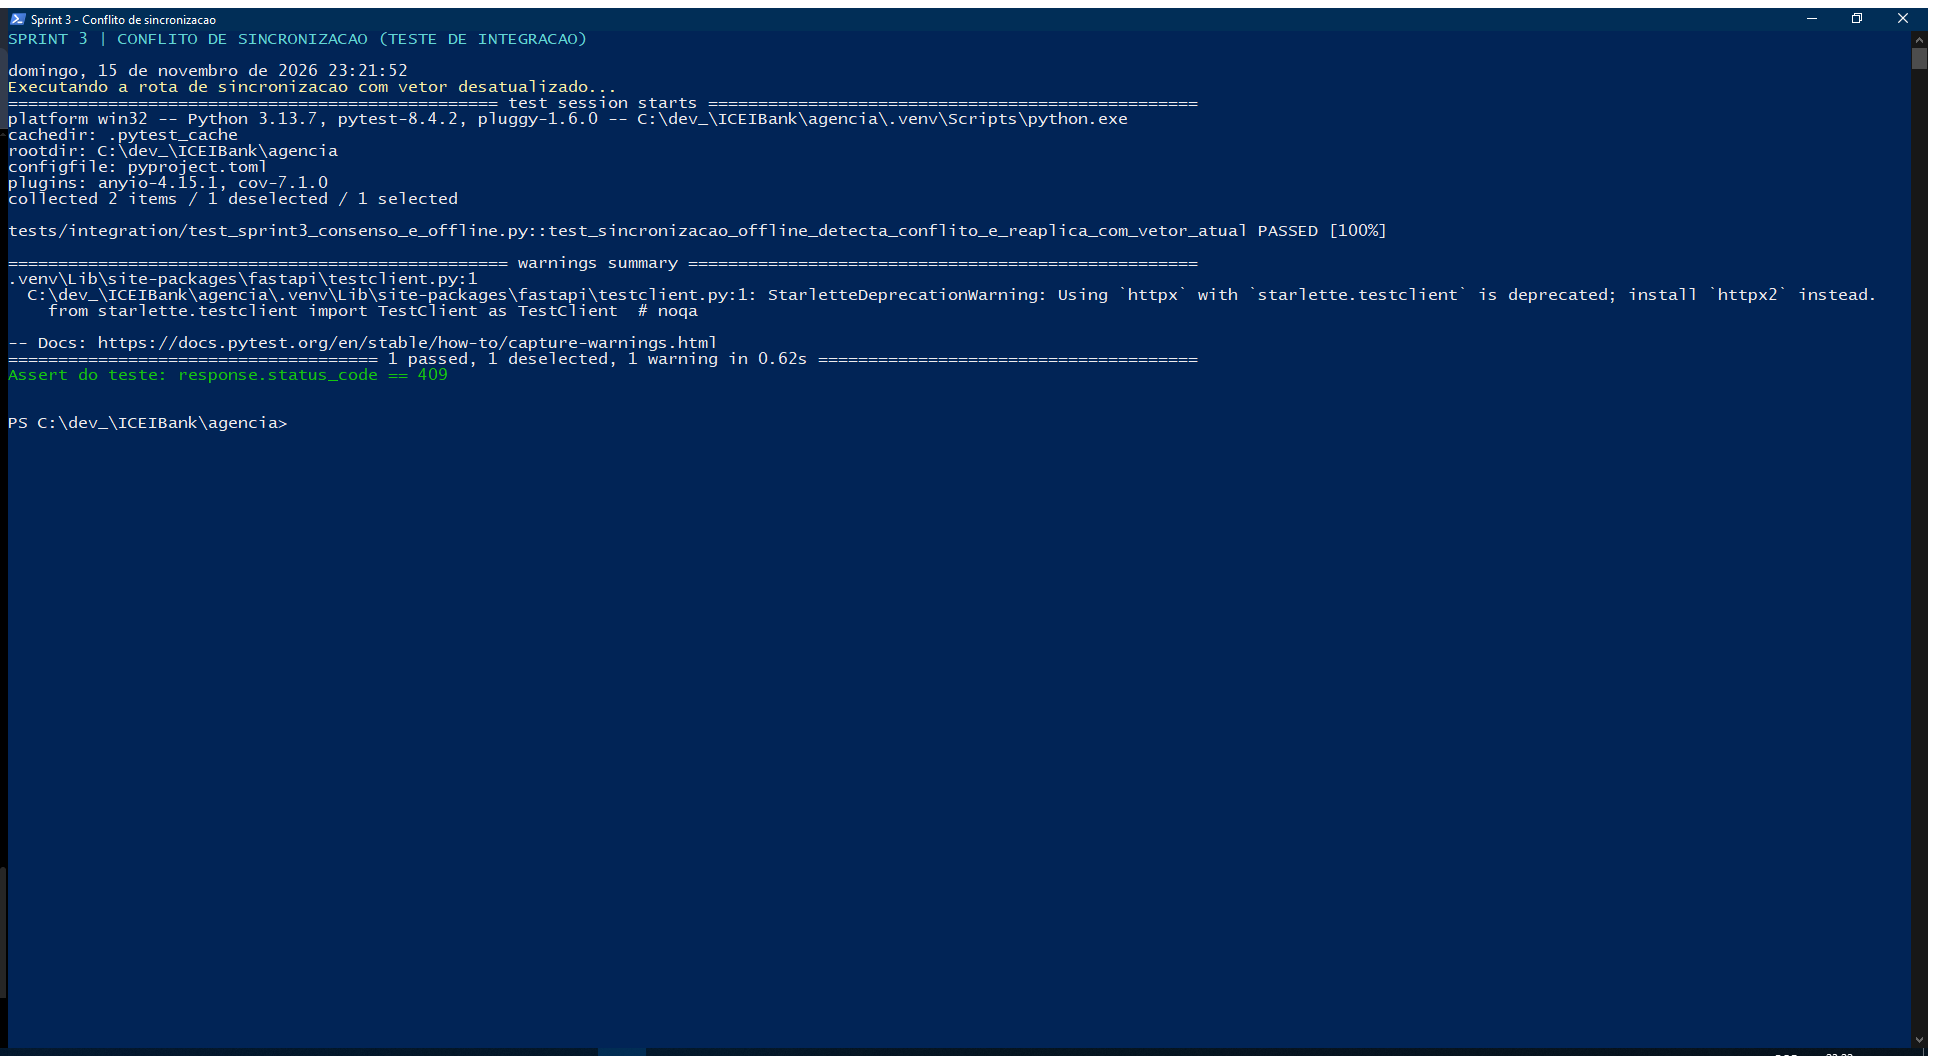 Sprint 3 - Conflito de sincronizacao
SPRINT 3 | CONFLITO DE SINCRONIZACAO (TESTE DE INTEGRACAO)
domingo, 15 de novembro de 2026 23:21:52
Executando a rota de sincronizacao com vetor desatualizado...
================================================= test session starts =================================================
platform win32 -- Python 3.13.7, pytest-8.4.2, pluggy-1.6.0 -- C:\dev_\ICEIBank\agencia\.venv\Scripts\python.exe
cachedir: .pytest_cache
rootdir: C:\dev_\ICEIBank\agencia
configfile: pyproject.toml
plugins: anyio-4.15.1, cov-7.1.0
collected 2 items / 1 deselected / 1 selected
tests/integration/test_sprint3_consenso_e_offline.py::test_sincronizacao_offline_detecta_conflito_e_reaplica_com_vetor_atual PASSED [100%]
================================================== warnings summary ===================================================
.venv\Lib\site-packages\fastapi\testclient.py:1
  C:\dev_\ICEIBank\agencia\.venv\Lib\site-packages\fastapi\testclient.py:1: StarletteDeprecationWarning: Using `httpx` with `starlette.testclient` is deprecated; install `httpx2` instead.
    from starlette.testclient import TestClient as TestClient  # noqa
-- Docs: https://docs.pytest.org/en/stable/how-to/capture-warnings.html
===================================== 1 passed, 1 deselected, 1 warning in 0.62s ======================================
Assert do teste: response.status_code == 409
PS C:\dev_\ICEIBank\agencia>